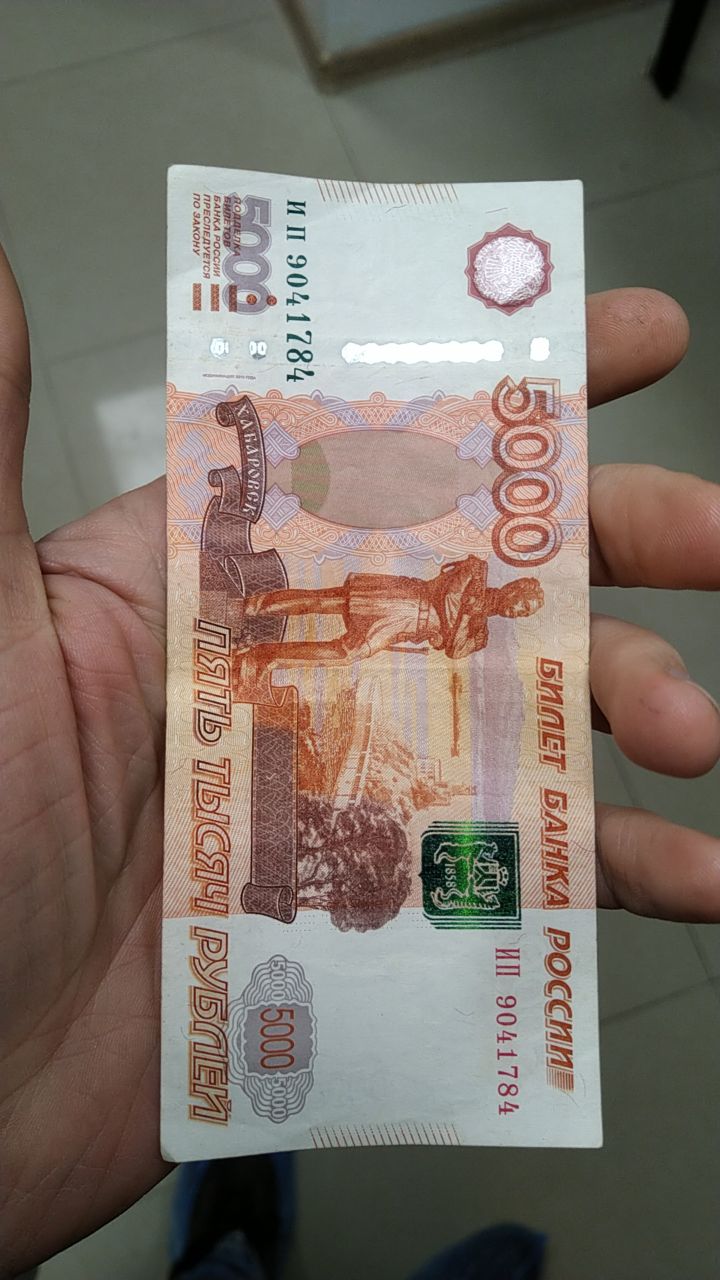 5000
БИЛЕТ БАНКА РОССИИ
ИП 9041784
1858
ИП 9041784
5000
ПОДДЕЛКА
БИЛЕТОВ
БАНКА РОССИИ
ПРЕСЛЕДУЕТСЯ
ПО ЗАКОНУ
ХАБАРОВСК
5000 5000 5000
ПЯТЬ ТЫСЯЧ РУБЛЕЙ